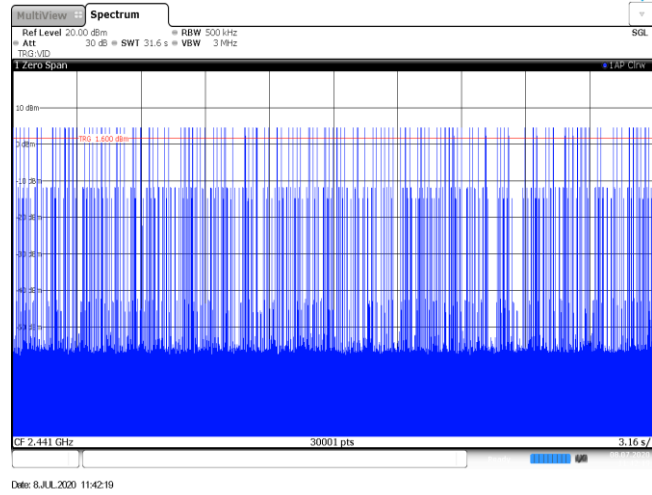 MultiView Spectrum
Ref Level 20.00 dBm RBW 500 kHz SGL
Att 30 dB SWT 31.6 s VBW 3 MHz
TRG:VID
1 Zero Span 1AP Clrw
10 dBm
TRG 1.600 dBm
0 dBm
-10 dBm
-20 dBm
-30 dBm
-40 dBm
CF 2.441 GHz 30001 pts 3.16 s/
Date: 8.JUL.2020 11:42:19